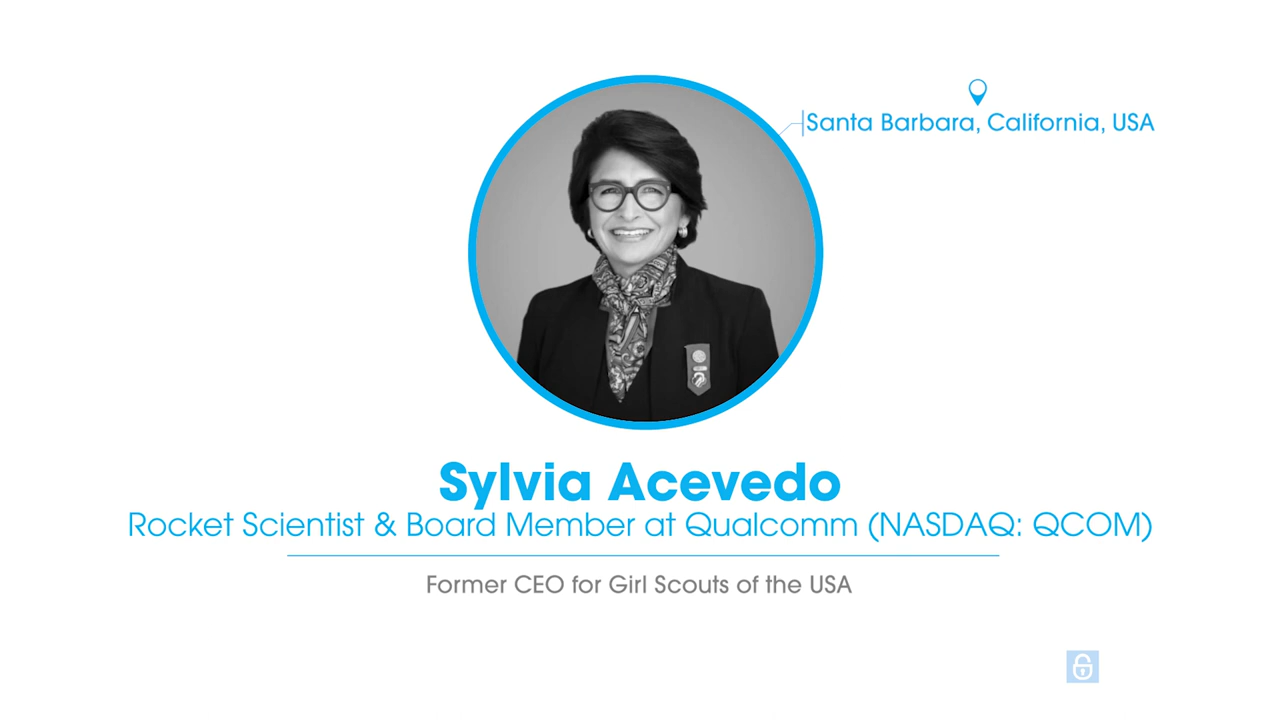 Santa Barbara, California, USA
Sylvia Acevedo
Rocket Scientist & Board Member at Qualcomm (NASDAQ: QCOM)
Former CEO for Girl Scouts of the USA